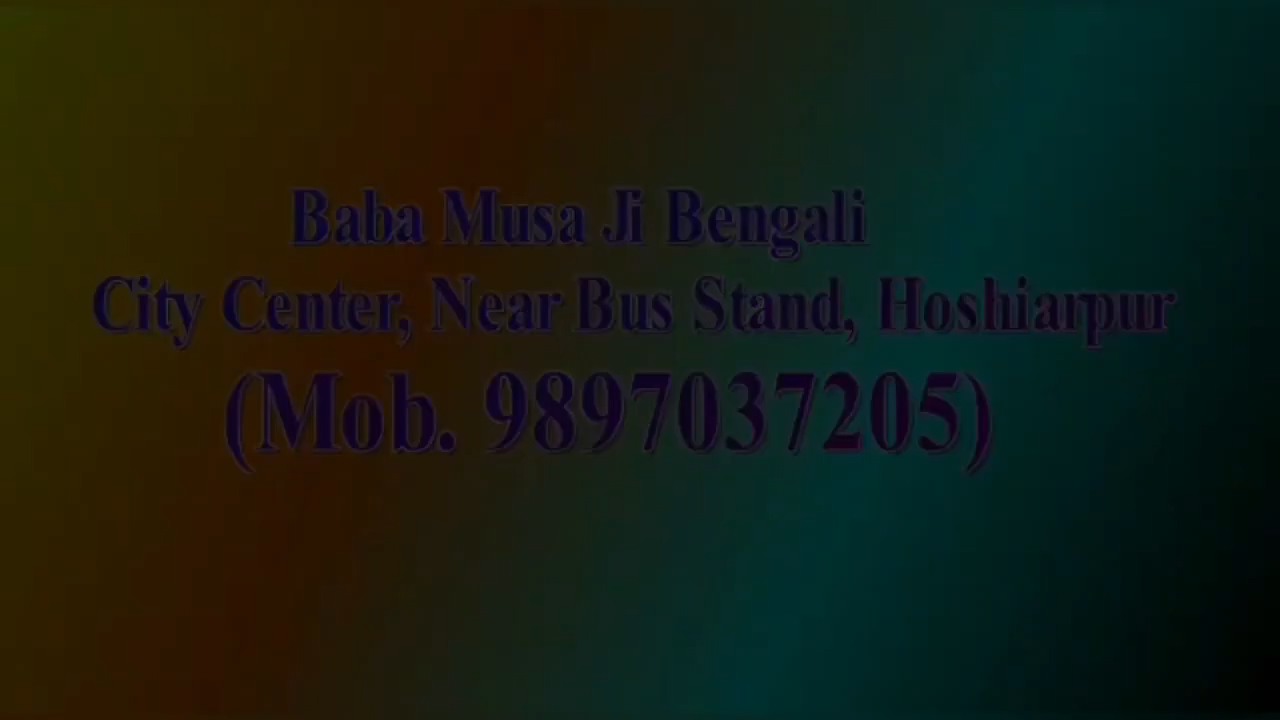 Baba Musa Ji Bengali
City Center, Near Bus Stand, Hoshiarpur
(Mob. 9897037205)